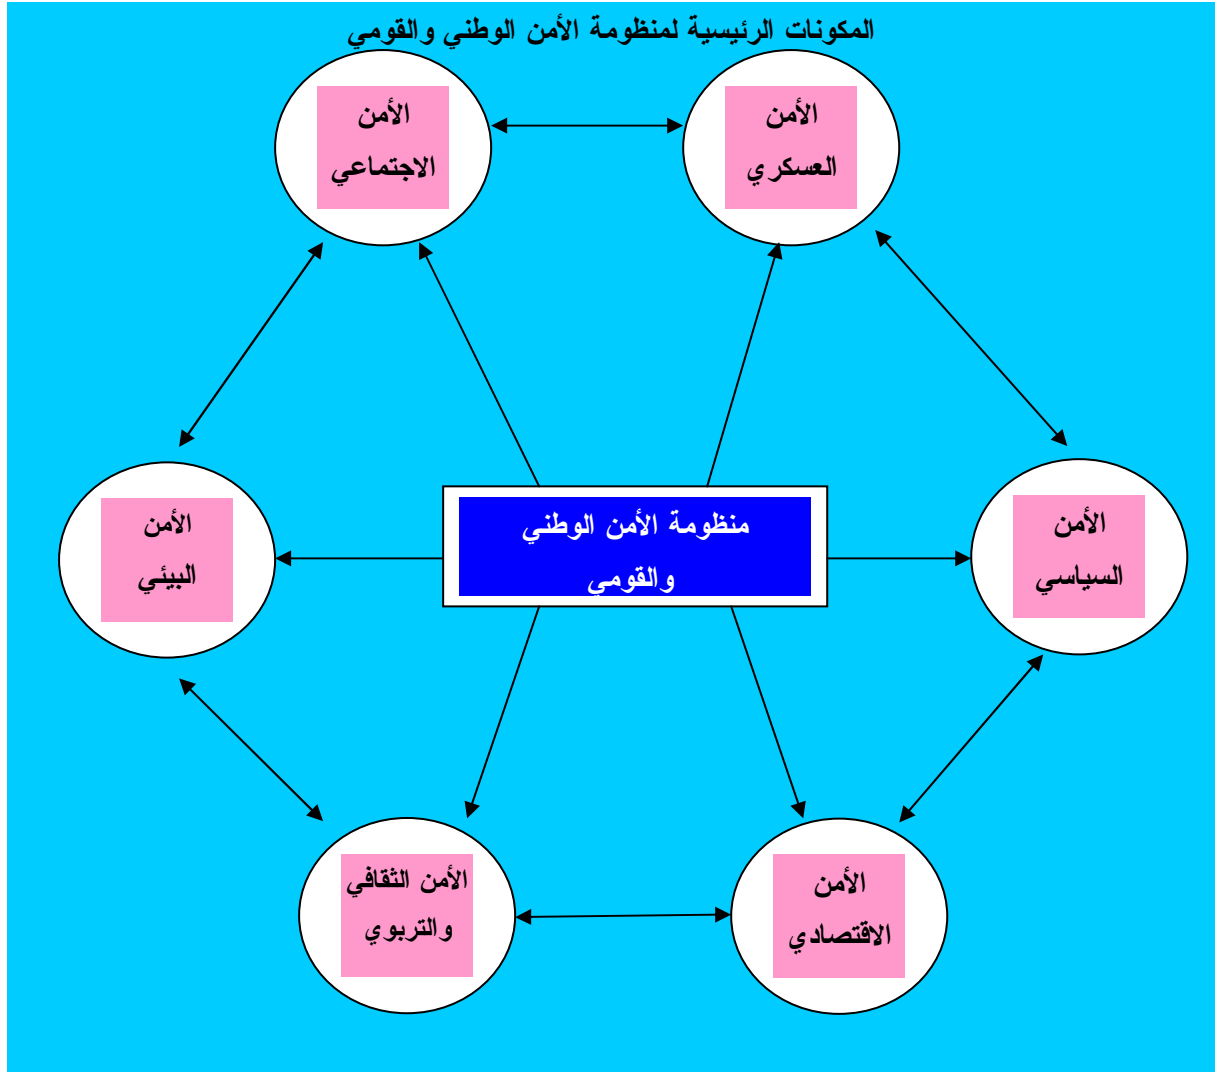 المكونات الرئيسية لمنظومة الأمن الوطني والقومي
الأمن
العسكري
الأمن
الاجتماعي
الأمن
السياسي
منظومة الأمن الوطني
والقومي
الأمن
البيئي
الأمن
الاقتصادي
الأمن الثقافي
والتربوي